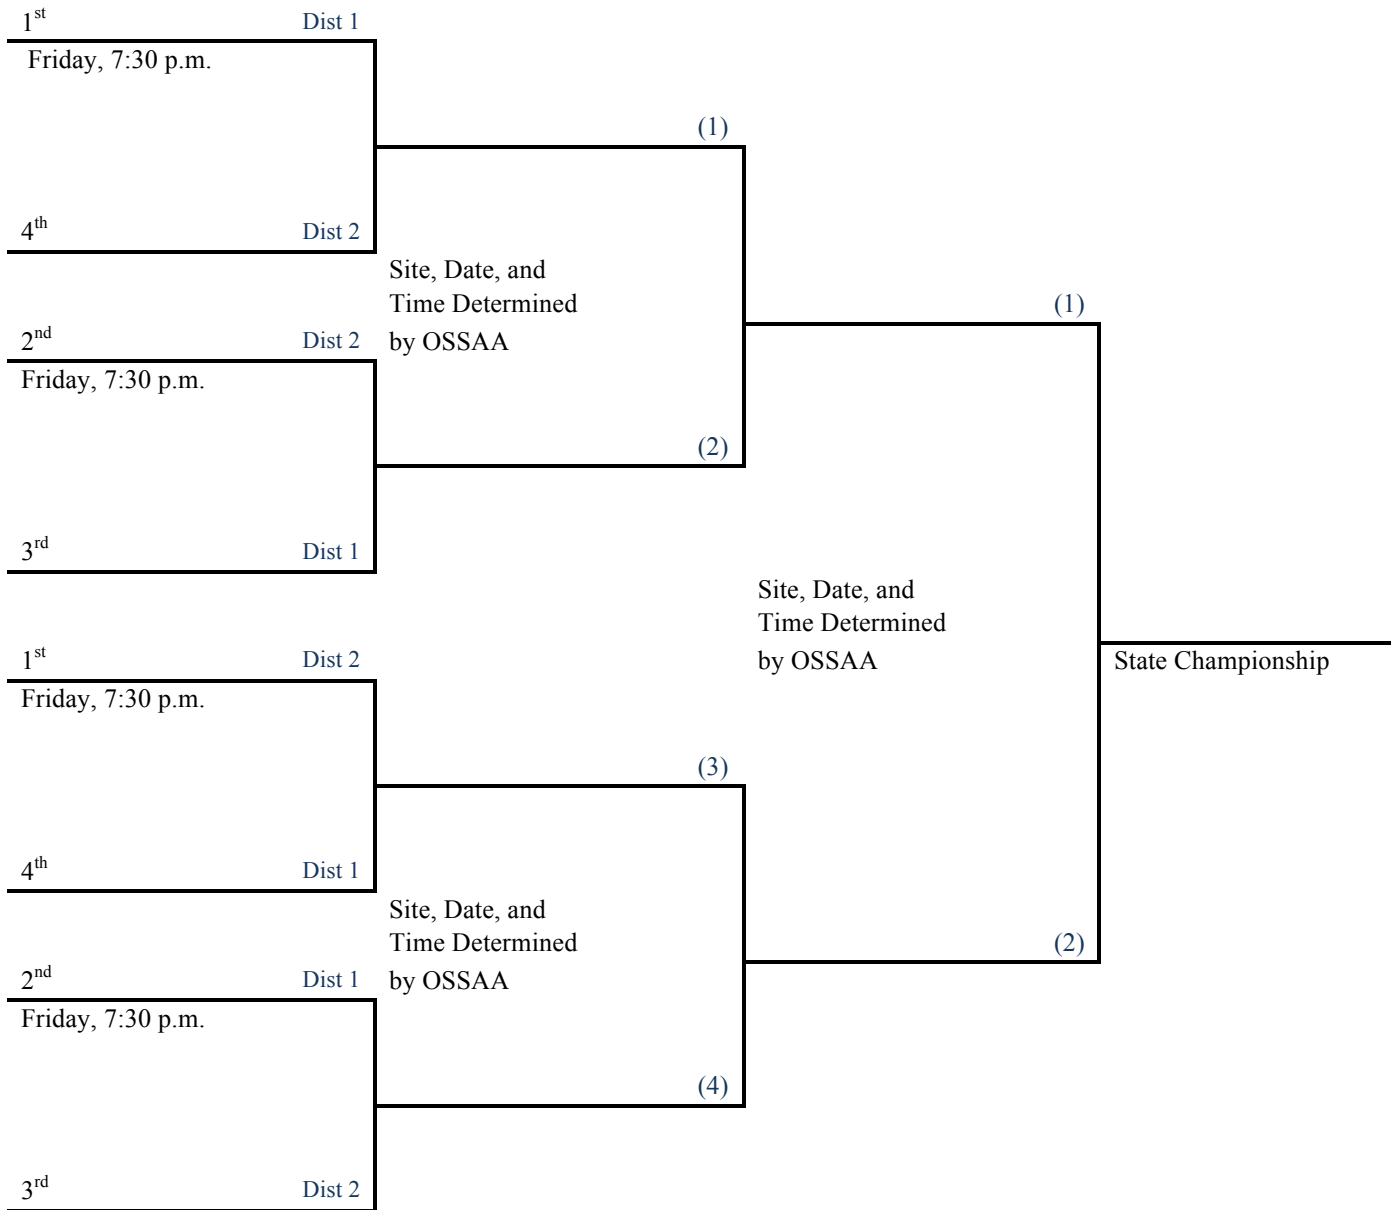 1st Dist 1
Friday, 7:30 p.m.
(1)
4th Dist 2
Site, Date, and
Time Determined
by OSSAA
(1)
2nd Dist 2
Friday, 7:30 p.m.
(2)
3rd Dist 1
Site, Date, and
Time Determined
by OSSAA
State Championship
1st Dist 2
Friday, 7:30 p.m.
(3)
4th Dist 1
Site, Date, and
Time Determined
by OSSAA
(2)
2nd Dist 1
Friday, 7:30 p.m.
(4)
3rd Dist 2